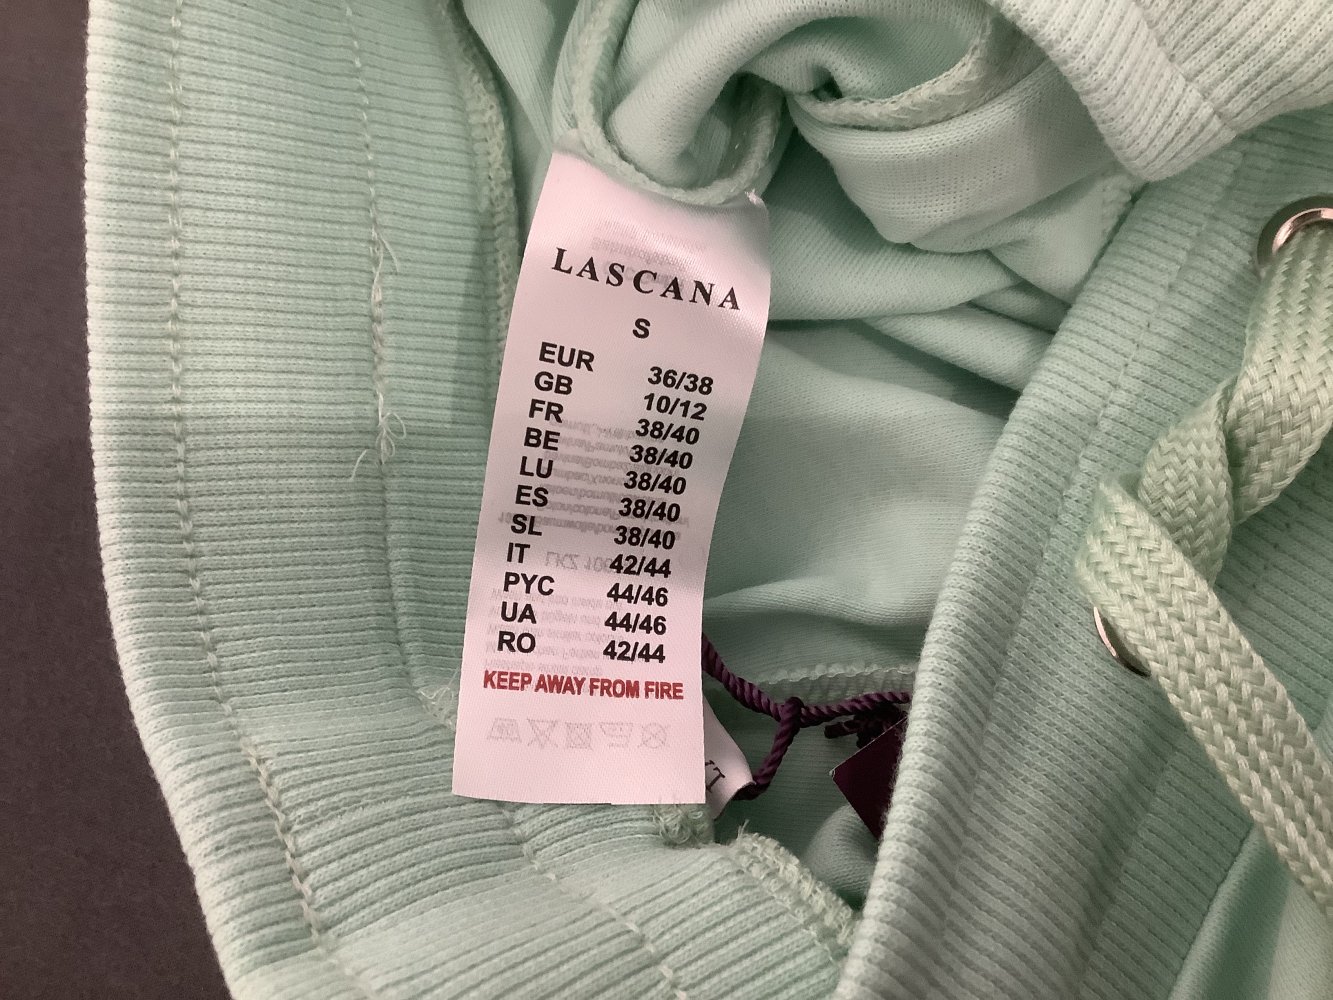 LASCANA
S
EUR 36/38
GB 10/12
FR 38/40
BE 38/40
LU 38/40
ES 38/40
SL 38/40
IT 42/44
PYC 44/46
UA 44/46
RO 42/44
KEEP AWAY FROM FIRE